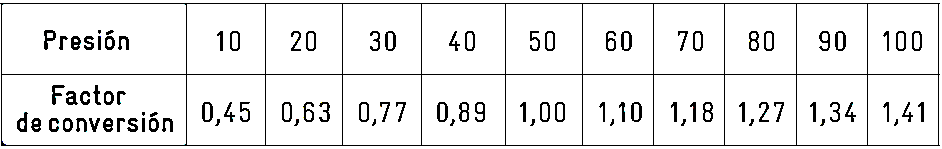 Presión 10 20 30 40 50 60 70 80 90 100
Factor
de conversión 0,45 0,63 0,77 0,89 1,00 1,10 1,18 1,27 1,34 1,41